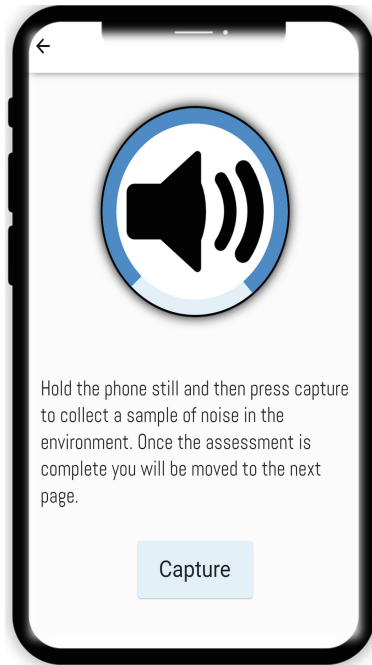 Hold the phone still and then press capture
to collect a sample of noise in the
environment. Once the assessment is
complete you will be moved to the next
page.
Capture